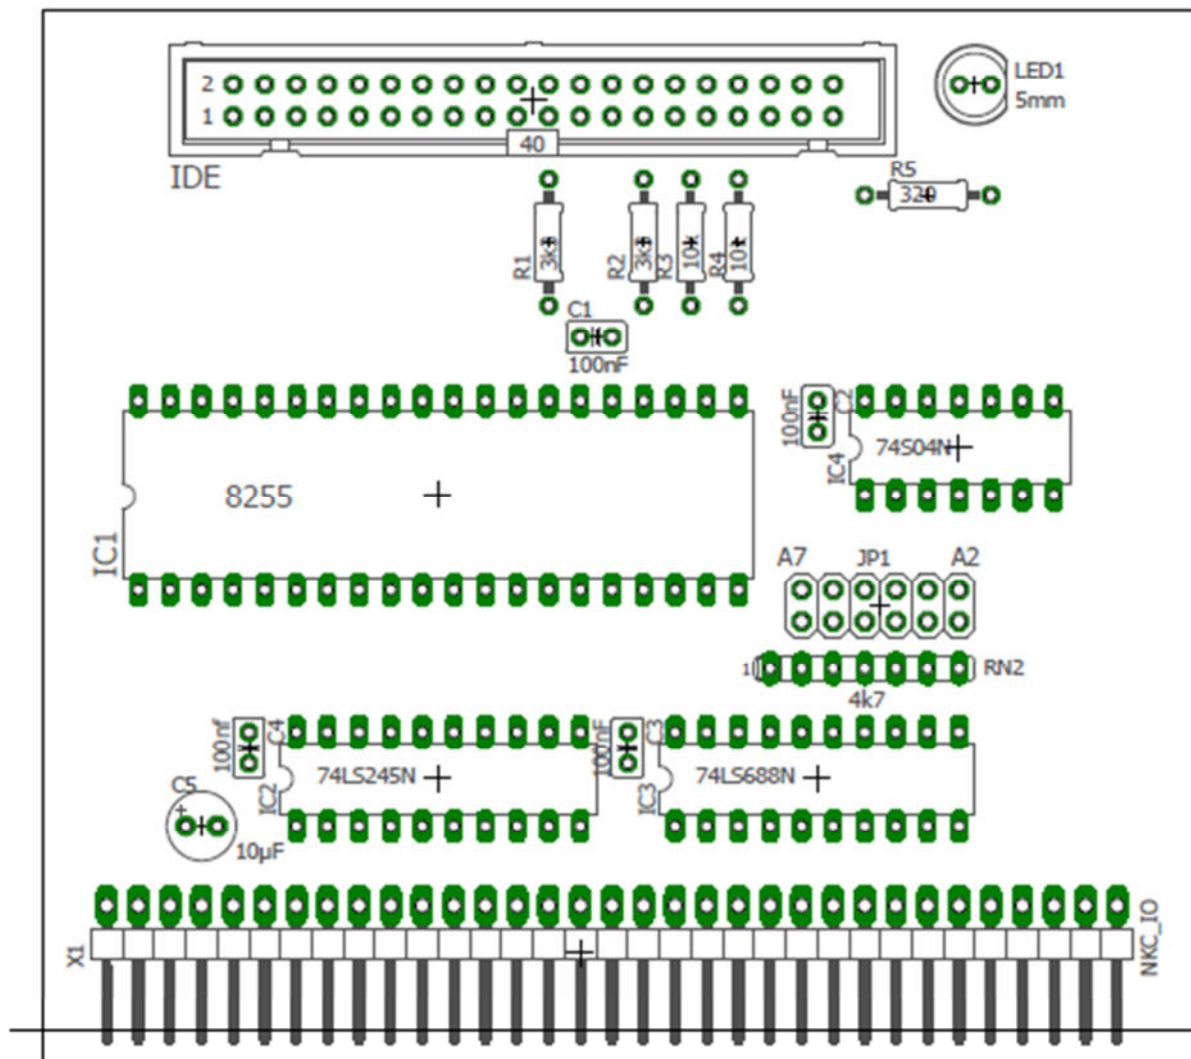 2
1
40
IDE
LED1
5mm
R5
R1
3k3
R2
3k3
R3
10k
R4
10k
C1
100nF
100nF
C2
IC4
74S04N
8255
IC1
A7
JP1
A2
1
RN2
4k7
100nf
C4
100nF
C3
74LS245N
IC2
74LS688N
IC3
C5
+
10µF
X1
NKC_IO